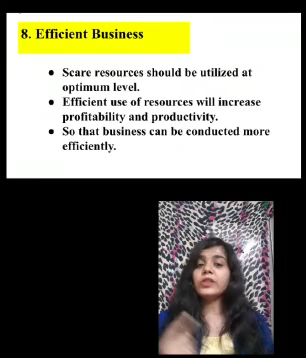 8. Efficient Business
● Scare resources should be utilized at
optimum level.
● Efficient use of resources will increase
profitability and productivity.
● So that business can be conducted more
efficiently.